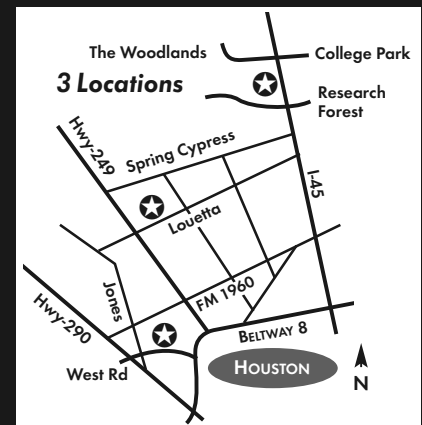 The Woodlands
College Park
3 Locations
Research
Forest
Hwy-249
Spring Cypress
I-45
Louetta
Jones
FM 1960
Hwy-290
BELTWAY 8
West Rd
HOUSTON
N